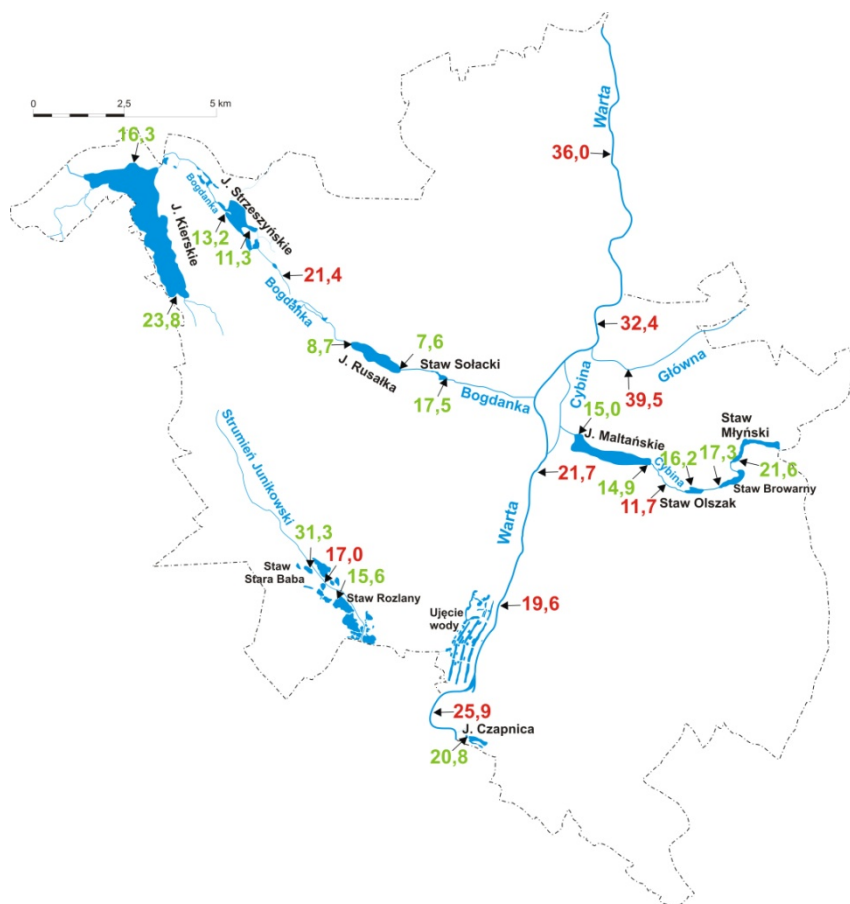 Warta
0
2,5
5 km
16,3
36,0
J. Strzeszyńskie
Bogdanka
J. Kierskie
13,2
11,3
21,4
Bogdanka
23,8
32,4
8,7
7,6
J. Rusałka
Staw Sołacki
Główna
Cybina
17,5
Bogdanka
39,5
15,0
J. Maltańskie
Staw
Młyński
Strumień Junikowski
16,2
17,3
21,7
Cybina
21,6
14,9
11,7
Staw Olszak
Staw Browarny
Warta
31,3
17,0
Staw
Stara Baba
15,6
Staw Rozlany
Ujęcie
wody
19,6
25,9
J. Czapnica
20,8